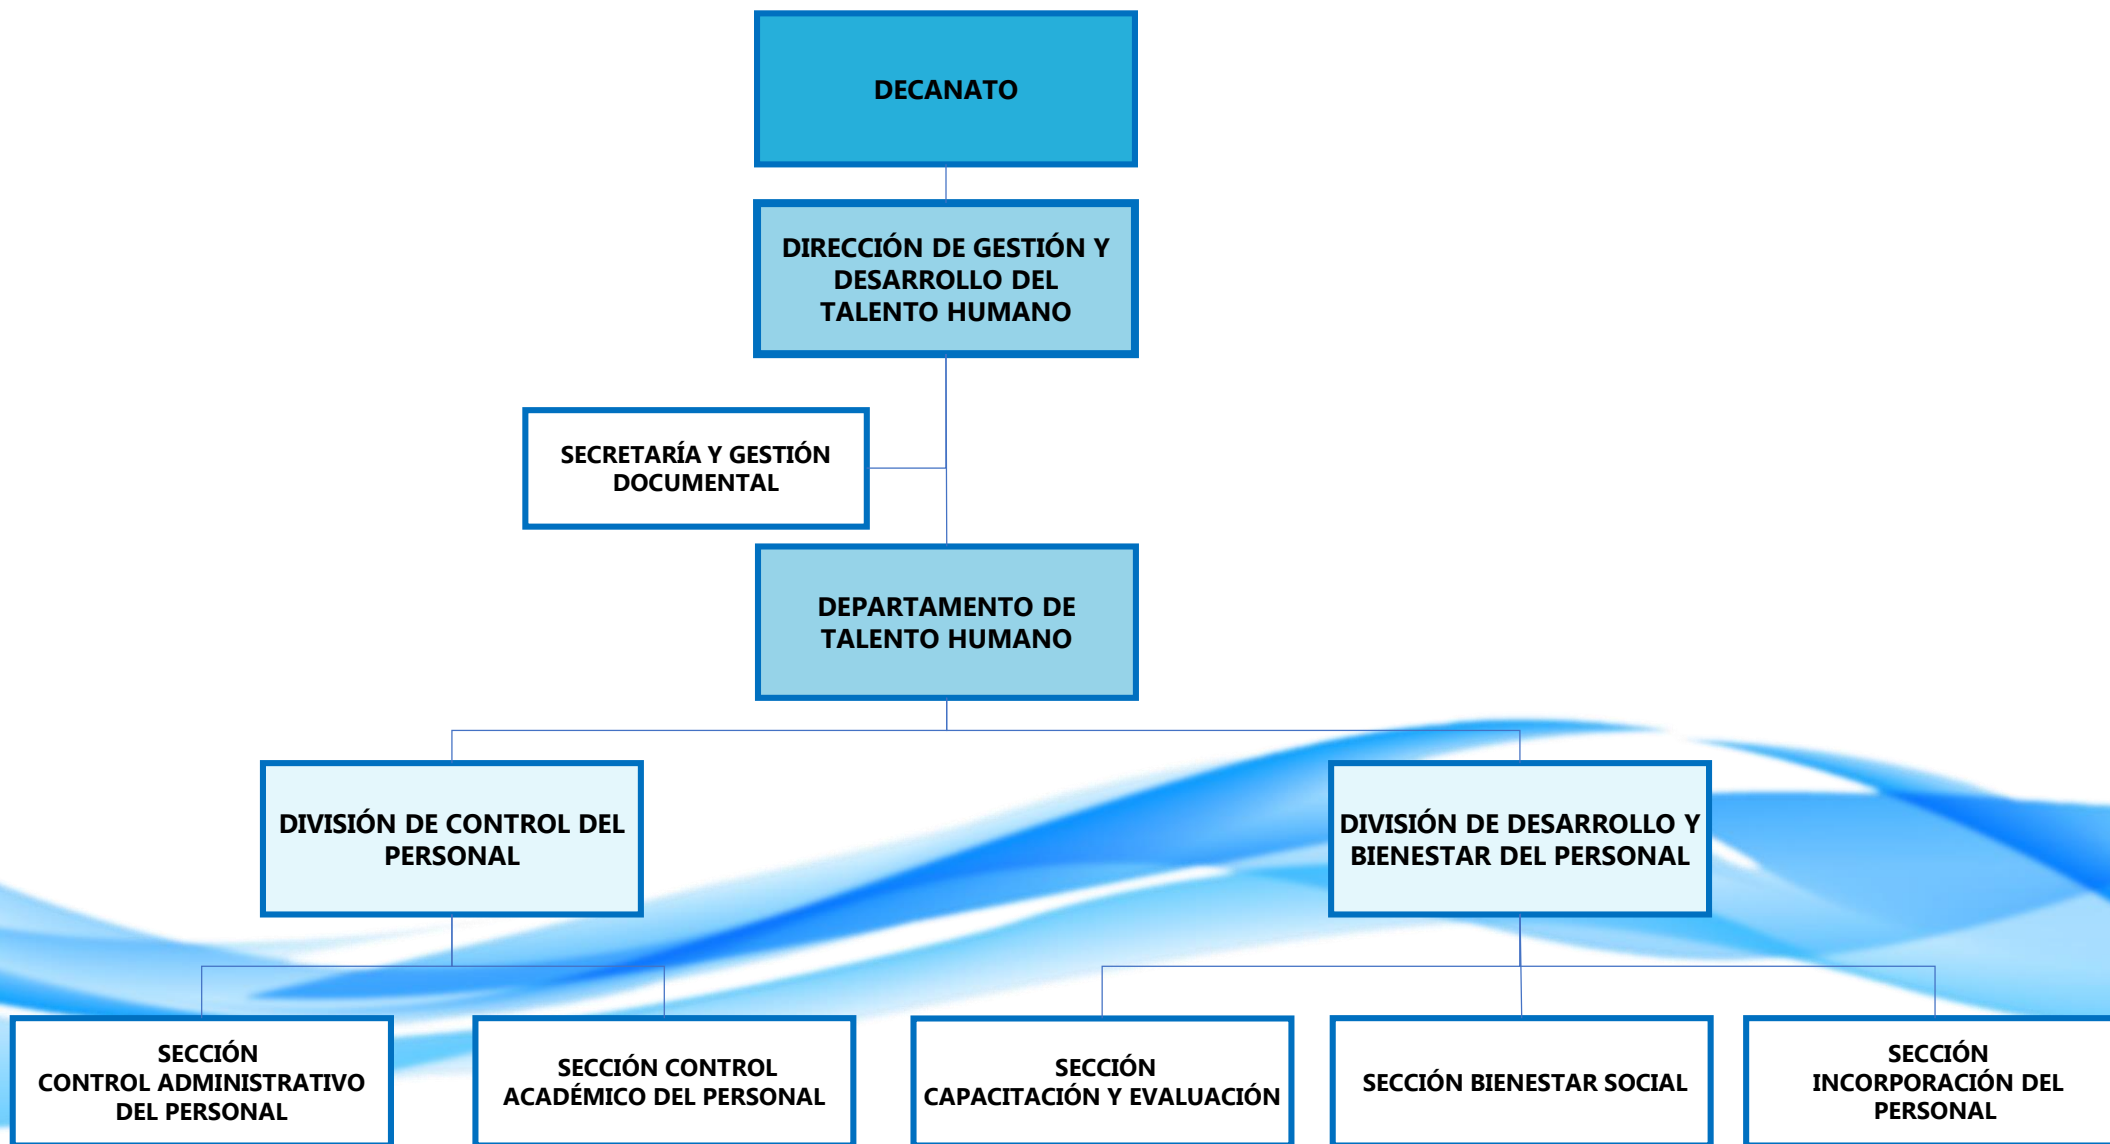 DECANATO
DIRECCIÓN DE GESTIÓN Y
DESARROLLO DEL
TALENTO HUMANO
SECRETARÍA Y GESTIÓN
DOCUMENTAL
DEPARTAMENTO DE
TALENTO HUMANO
DIVISIÓN DE CONTROL DEL
PERSONAL
DIVISIÓN DE DESARROLLO Y
BIENESTAR DEL PERSONAL
SECCIÓN
CONTROL ADMINISTRATIVO
DEL PERSONAL
SECCIÓN CONTROL
ACADÉMICO DEL PERSONAL
SECCIÓN
CAPACITACIÓN Y EVALUACIÓN
SECCIÓN BIENESTAR SOCIAL
SECCIÓN
INCORPORACIÓN DEL
PERSONAL